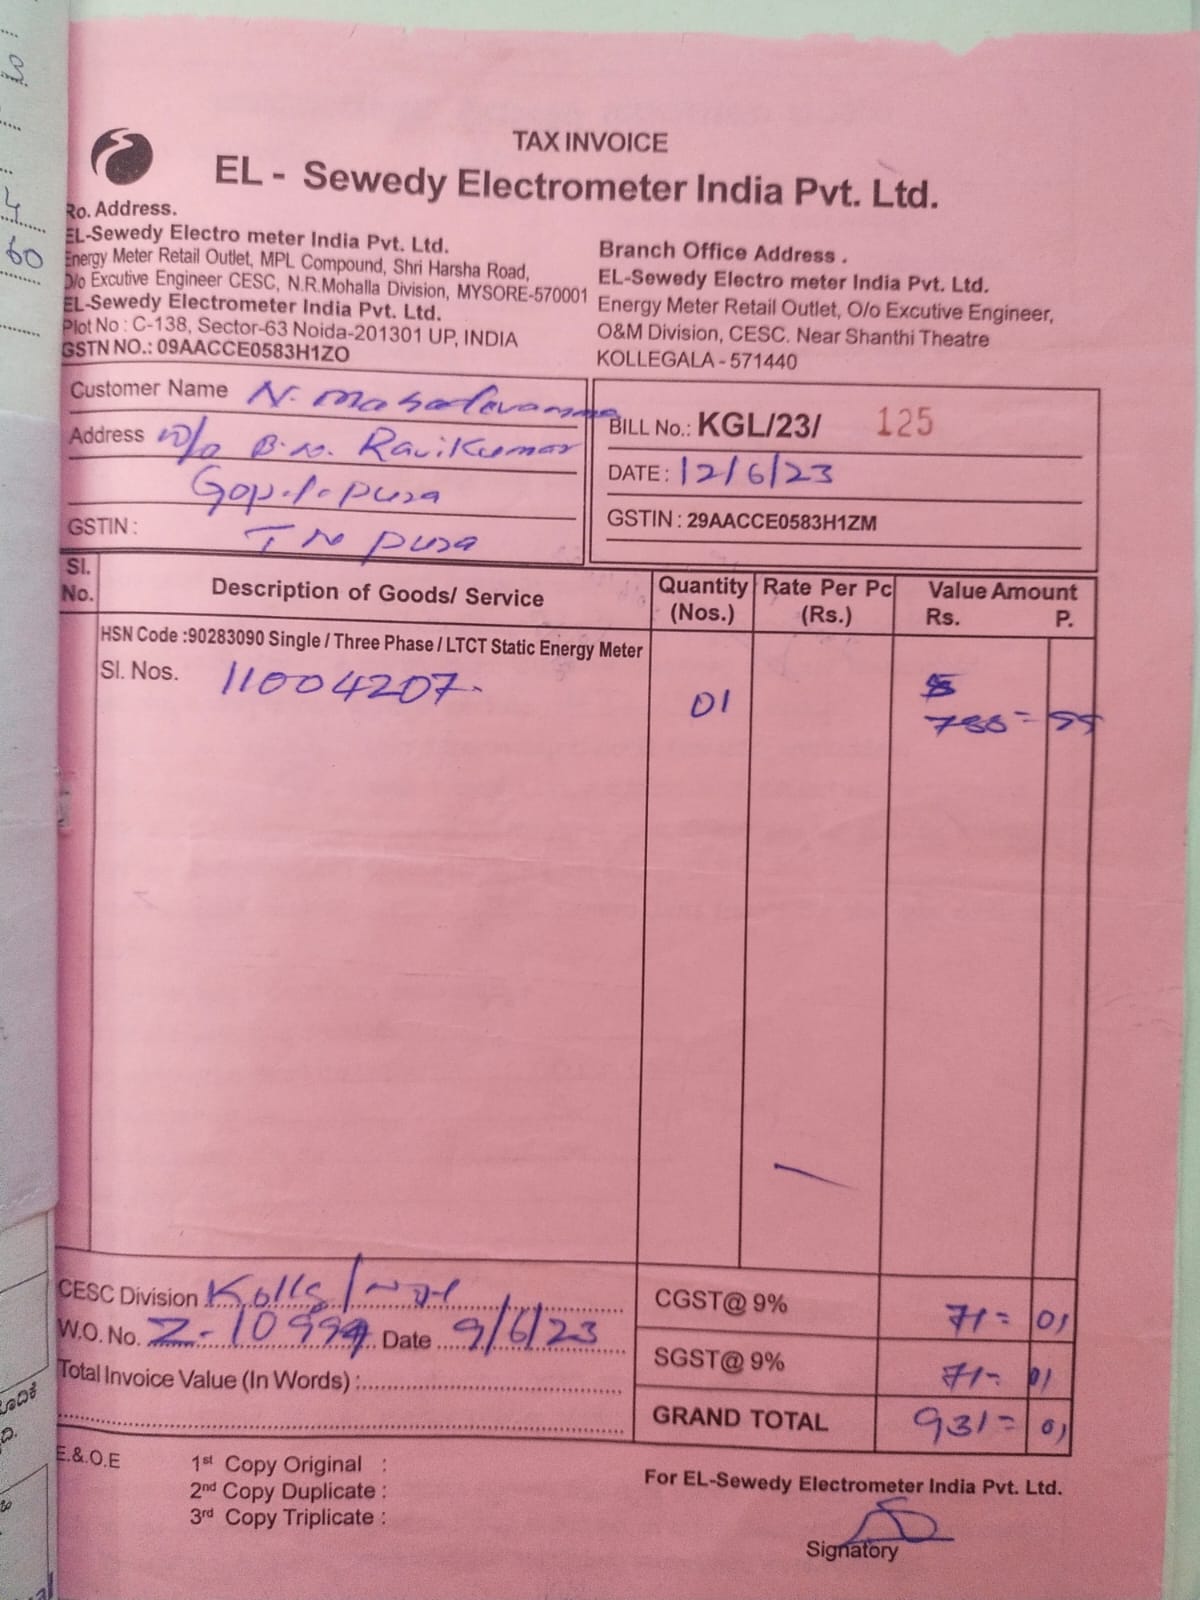 TAX INVOICE
EL - Sewedy Electrometer India Pvt. Ltd.
Ro. Address.
EL-Sewedy Electro meter India Pvt. Ltd.
Energy Meter Retail Outlet, MPL Compound, Shri Harsha Road,
O/o Excutive Engineer CESC, N.R.Mohalla Division, MYSORE-570001
EL-Sewedy Electrometer India Pvt. Ltd.
Plot No : C-138, Sector-63 Noida-201301 UP, INDIA
GSTN NO.: 09AACCE0583H1ZO
Branch Office Address .
EL-Sewedy Electro meter India Pvt. Ltd.
Energy Meter Retail Outlet, O/o Excutive Engineer,
O&M Division, CESC. Near Shanthi Theatre
KOLLEGALA - 571440
Customer Name N. Mahadevamma
Address W/o B.N. Ravikumar
Gopalapura
GSTIN : T N pura
BILL No.: KGL/23/ 125
DATE : 12/6/23
GSTIN : 29AACCE0583H1ZM
Sl. No. Description of Goods/ Service Quantity (Nos.) Rate Per Pc (Rs.) Value Amount Rs. P.
HSN Code :90283090 Single / Three Phase / LTCT Static Energy Meter
Sl. Nos. 11004207 01
CESC Division
W.O. No. Z-10999 Date 9/6/23
Total Invoice Value (In Words) :
CGST@ 9% 71= 01
SGST@ 9% 71- 01
GRAND TOTAL 931= 01
E.&.O.E
1st Copy Original :
2nd Copy Duplicate :
3rd Copy Triplicate :
For EL-Sewedy Electrometer India Pvt. Ltd.
Signatory
60